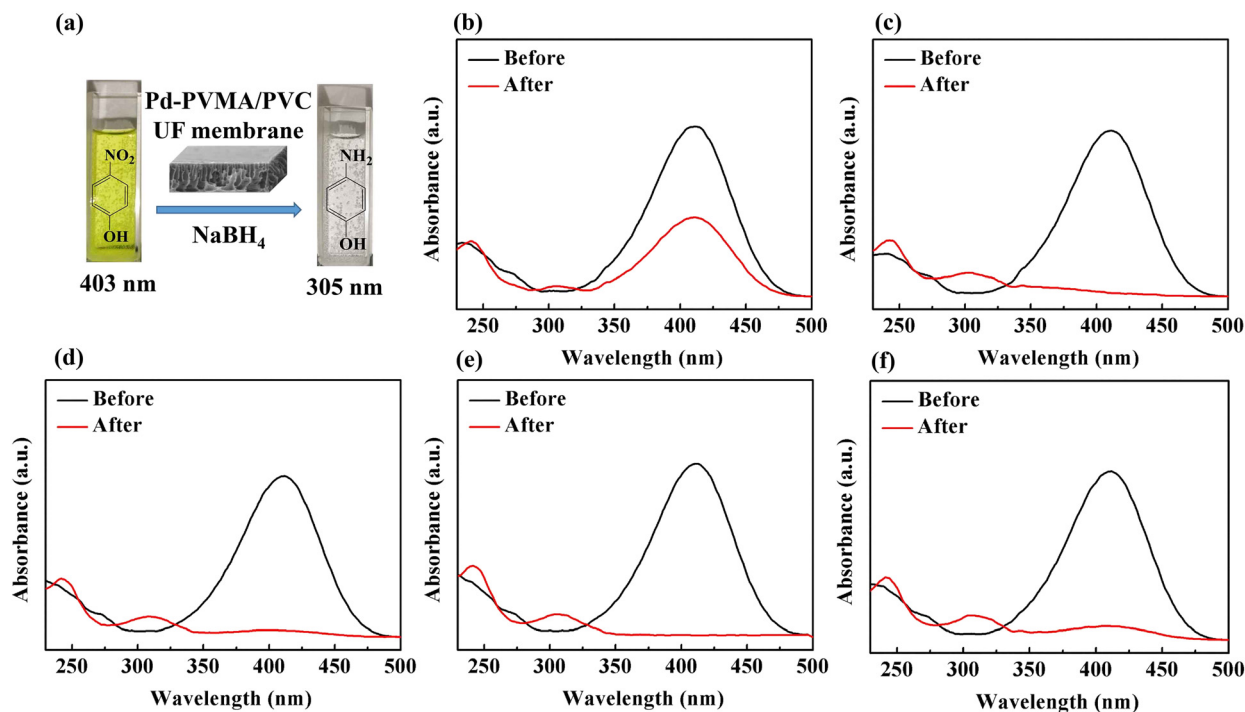 (a)
Pd-PVMA/PVC
UF membrane
NaBH4
NO2
OH
403 nm
NH2
OH
305 nm
(b)
Before
After
Absorbance (a.u.)
250 300 350 400 450 500
Wavelength (nm)
(c)
Before
After
Absorbance (a.u.)
250 300 350 400 450 500
Wavelength (nm)
(d)
Before
After
Absorbance (a.u.)
250 300 350 400 450 500
Wavelength (nm)
(e)
Before
After
Absorbance (a.u.)
250 300 350 400 450 500
Wavelength (nm)
(f)
Before
After
Absorbance (a.u.)
250 300 350 400 450 500
Wavelength (nm)